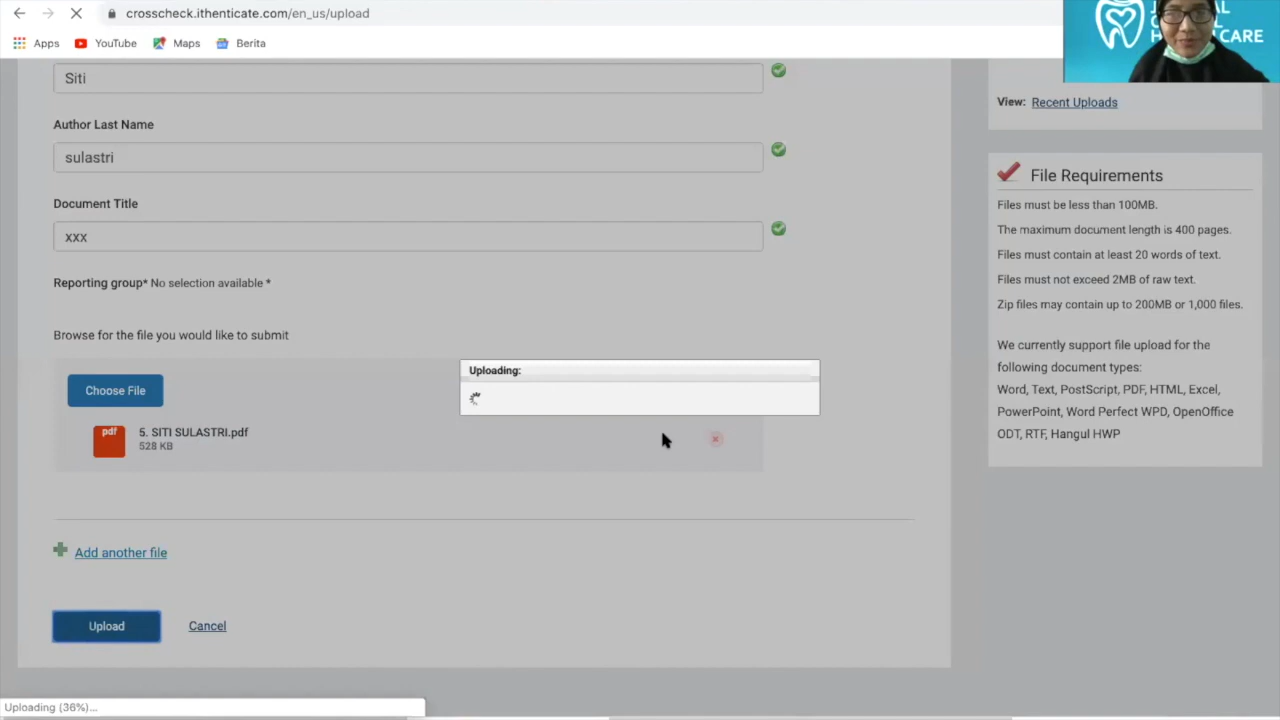 crosscheck.ithenticate.com/en_us/upload
Apps YouTube Maps Berita
CARE
Siti
View: Recent Uploads
Author Last Name
sulastri
File Requirements
Files must be less than 100MB.
Document Title
The maximum document length is 400 pages.
xxx
Files must contain at least 20 words of text.
Reporting group* No selection available *
Files must not exceed 2MB of raw text.
Zip files may contain up to 200MB or 1,000 files.
Browse for the file you would like to submit
We currently support file upload for the
following document types:
Word, Text, PostScript, PDF, HTML, Excel,
PowerPoint, Word Perfect WPD, OpenOffice
ODT, RTF, Hangul HWP
Uploading:
Choose File
pdf
5. SITI SULASTRI.pdf
528 KB
Add another file
Upload Cancel
Uploading (36%)...